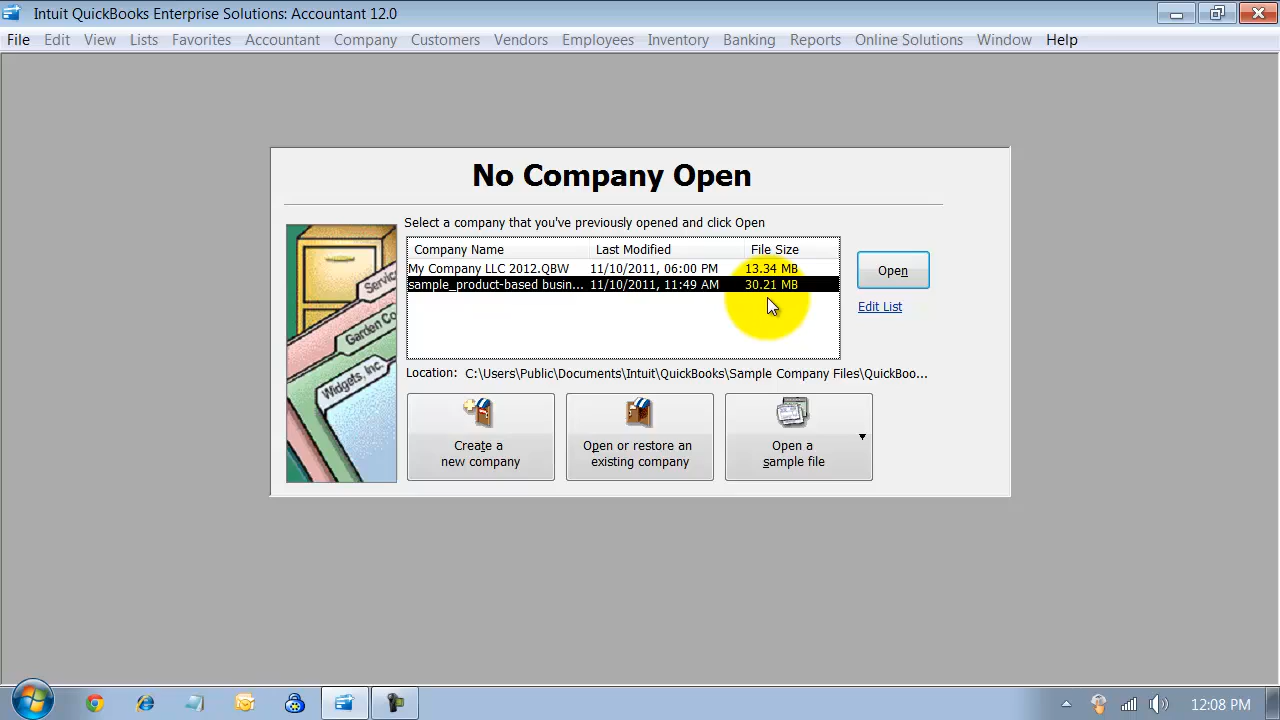 Intuit QuickBooks Enterprise Solutions: Accountant 12.0
File Edit View Lists Favorites Accountant Company Customers Vendors Employees Inventory Banking Reports Online Solutions Window Help
No Company Open
Select a company that you've previously opened and click Open
Company Name Last Modified File Size
My Company LLC 2012.QBW 11/10/2011, 06:00 PM 13.34 MB
sample_product-based busin... 11/10/2011, 11:49 AM 30.21 MB
Open
Edit List
Services
Garden Co
Widgets, Inc.
Location: C:\Users\Public\Documents\Intuit\QuickBooks\Sample Company Files\QuickBoo...
Create a
new company
Open or restore an
existing company
Open a
sample file
12:08 PM